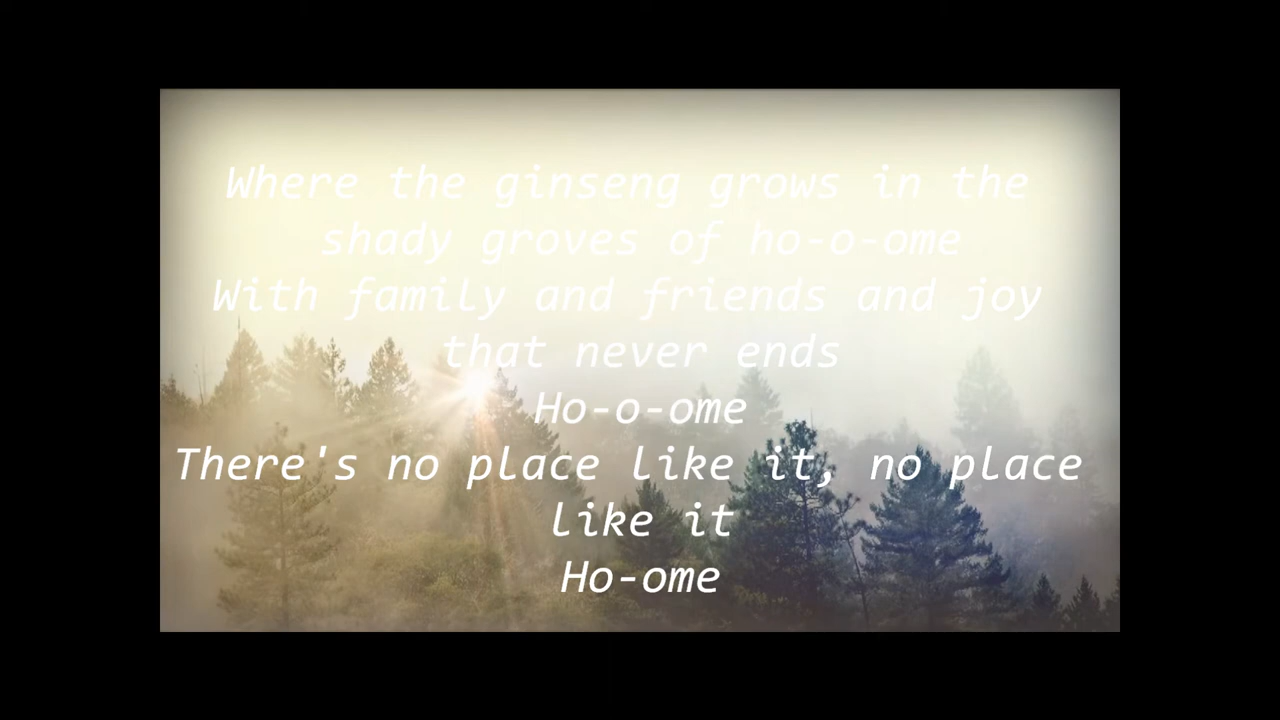 Where the ginseng grows in the
shady groves of ho-o-ome
With family and friends and joy
that never ends
Ho-o-ome
There's no place like it, no place
like it
Ho-ome